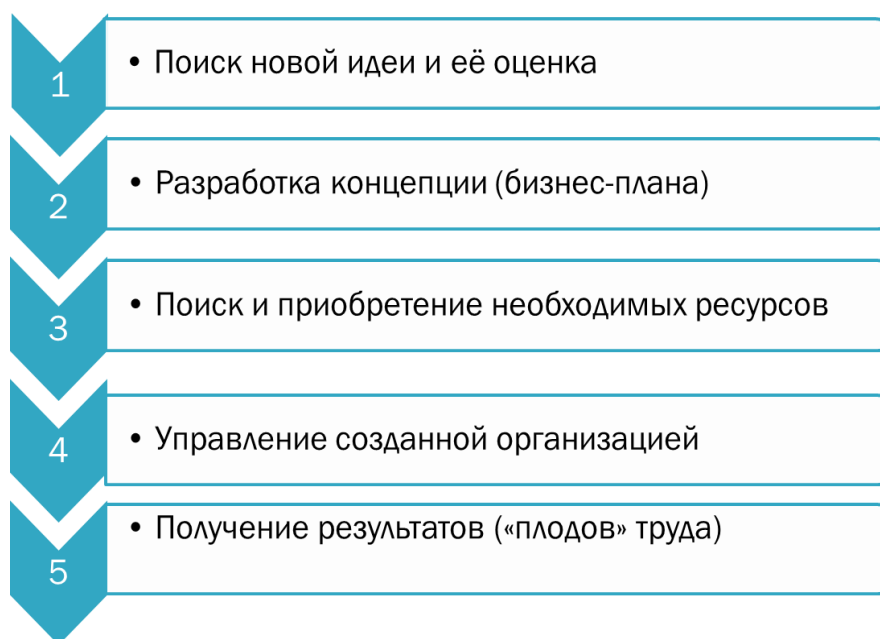 1
• Поиск новой идеи и её оценка
2
• Разработка концепции (бизнес-плана)
3
• Поиск и приобретение необходимых ресурсов
4
• Управление созданной организацией
5
• Получение результатов («плодов» труда)